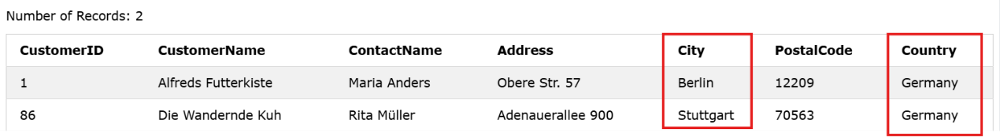 Number of Records: 2
CustomerID CustomerName ContactName Address City PostalCode Country
1 Alfreds Futterkiste Maria Anders Obere Str. 57 Berlin 12209 Germany
86 Die Wandernde Kuh Rita Müller Adenauerallee 900 Stuttgart 70563 Germany